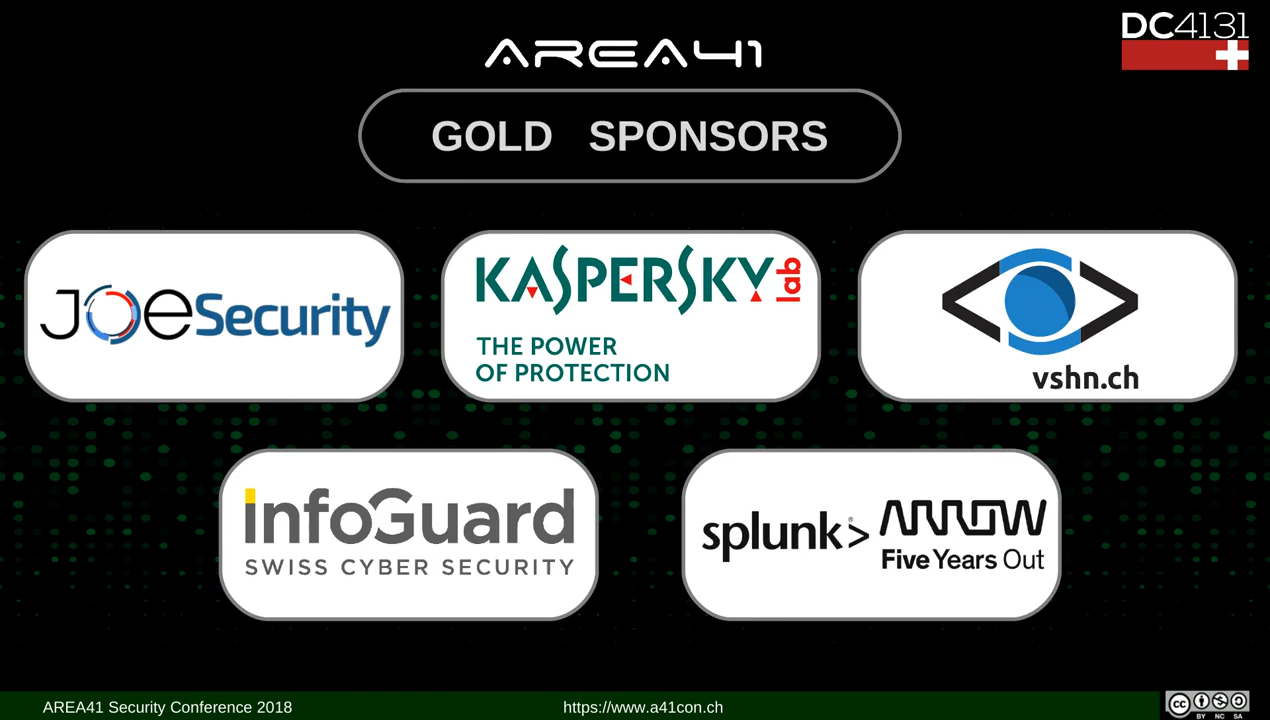 AREA41
DC4131
GOLD SPONSORS
JOeSecurity
KASPERSKY lab
THE POWER
OF PROTECTION
vshn.ch
infoGuard
SWISS CYBER SECURITY
splunk>
ARROW
Five Years Out
AREA41 Security Conference 2018
https://www.a41con.ch
cc
BY NC SA